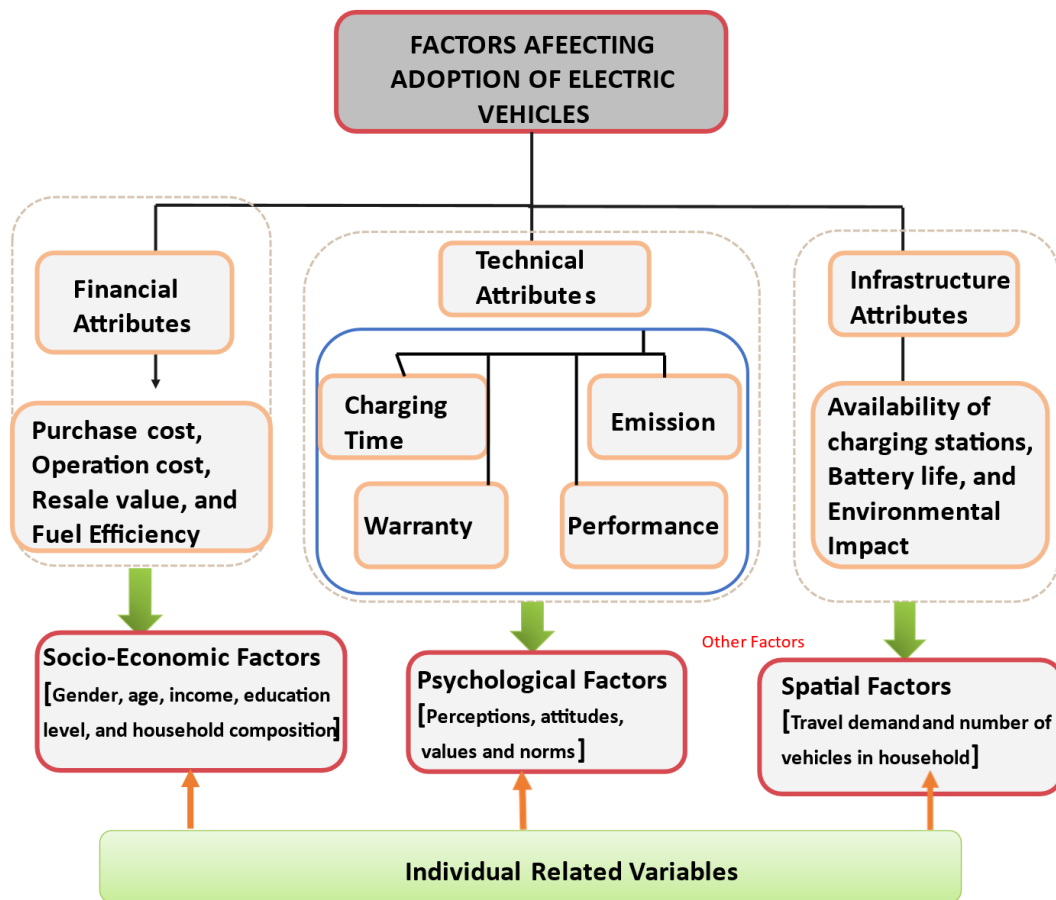 FACTORS AFEECTING
ADOPTION OF ELECTRIC
VEHICLES
Financial
Attributes
Technical
Attributes
Infrastructure
Attributes
Purchase cost,
Operation cost,
Resale value, and
Fuel Efficiency
Charging
Time
Emission
Warranty
Performance
Availability of
charging stations,
Battery life, and
Environmental
Impact
Other Factors
Socio-Economic Factors
[Gender, age, income, education
level, and household composition]
Psychological Factors
[Perceptions, attitudes,
values and norms]
Spatial Factors
[Travel demand and number of
vehicles in household]
Individual Related Variables